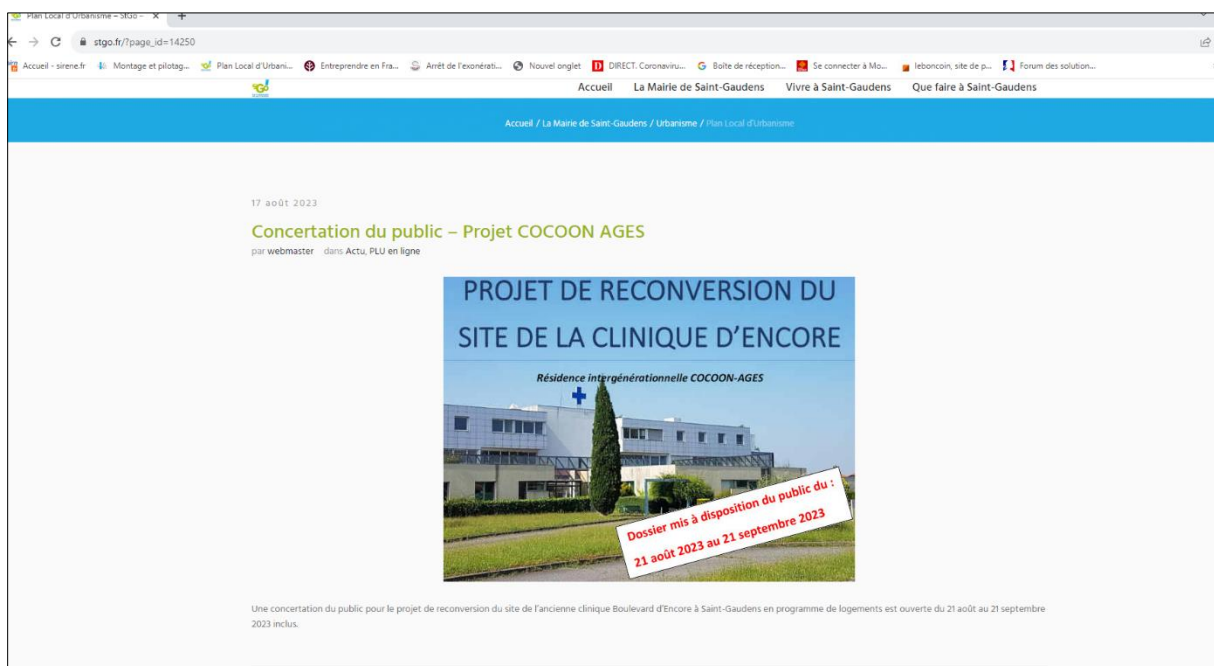 Plan Local d'Urbanisme – StGo –
stgo.fr/?page_id=14250
Accueil - sirene.fr Montage et pilotag... Plan Local d'Urbani... Entreprendre en Fra... Arrêt de l'exonérati... Nouvel onglet DIRECT. Coronaviru... Boîte de réception... Se connecter à Mo... leboncoin, site de p... Forum des solution...
Accueil La Mairie de Saint-Gaudens Vivre à Saint-Gaudens Que faire à Saint-Gaudens
Accueil / La Mairie de Saint-Gaudens / Urbanisme / Plan Local d'Urbanisme
17 août 2023
Concertation du public – Projet COCOON AGES
par webmaster dans Actu, PLU en ligne
PROJET DE RECONVERSION DU
SITE DE LA CLINIQUE D'ENCORE
Résidence intergénérationnelle COCOON-AGES
Dossier mis à disposition du public du :
21 août 2023 au 21 septembre 2023
Une concertation du public pour le projet de reconversion du site de l'ancienne clinique Boulevard d'Encore à Saint-Gaudens en programme de logements est ouverte du 21 août au 21 septembre
2023 inclus.